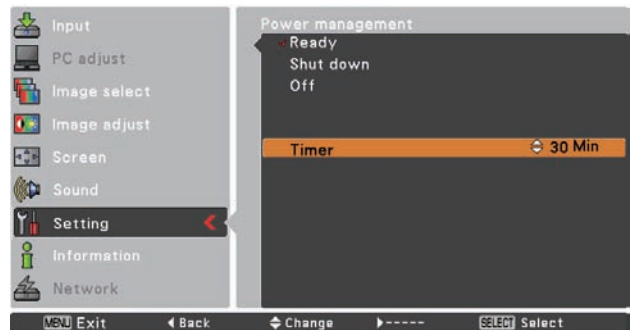 Input
PC adjust
Image select
Image adjust
Screen
Sound
Setting
Information
Network
Power management
Ready
Shut down
Off
Timer 30 Min
MENU Exit Back Change ----- SELECT Select